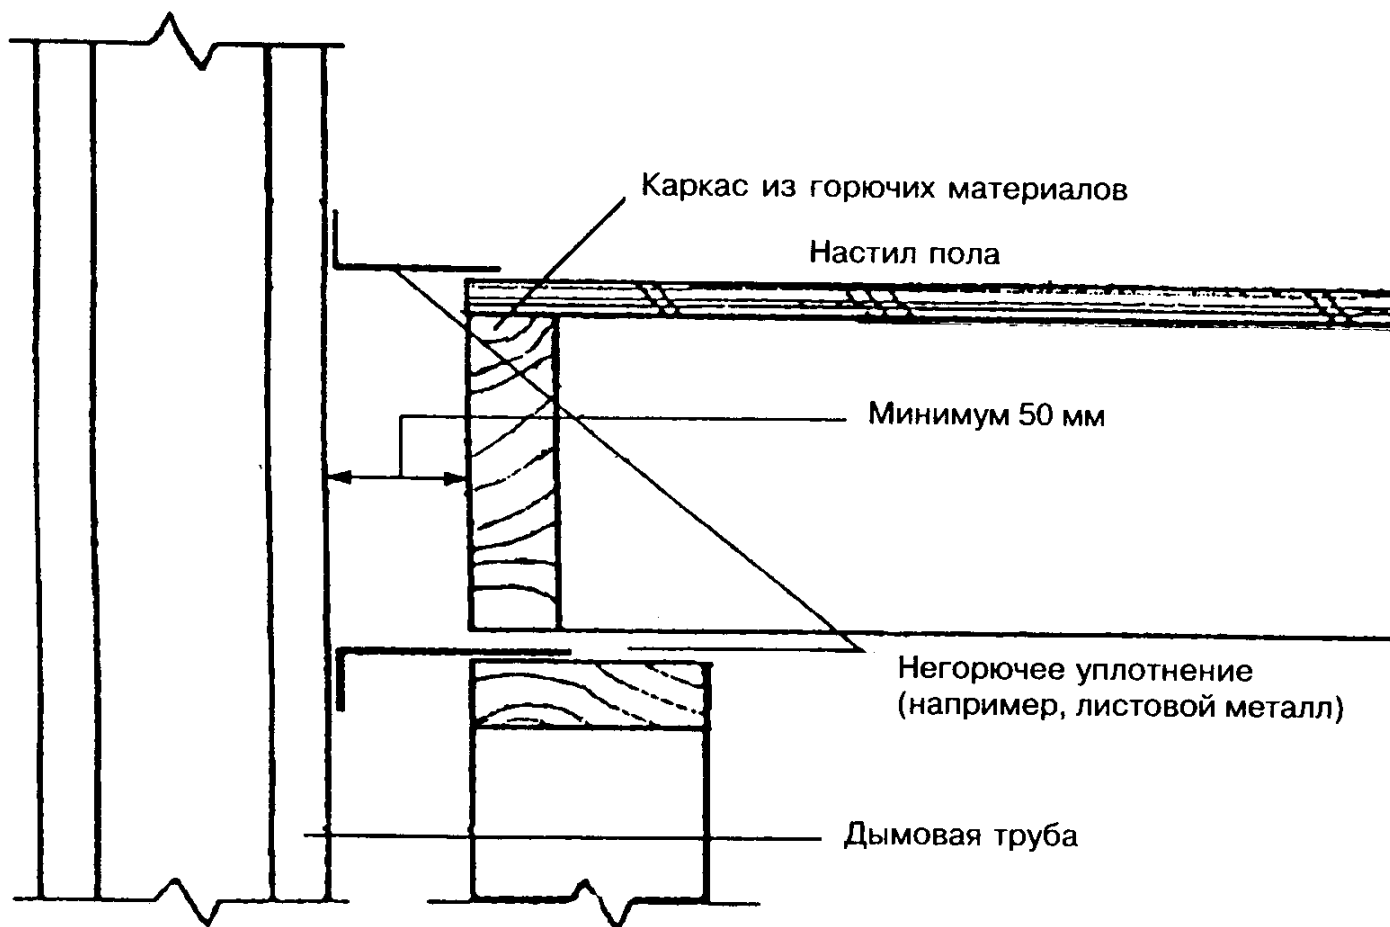 Каркас из горючих материалов
Настил пола
Минимум 50 мм
Негорючее уплотнение
(например, листовой металл)
Дымовая труба